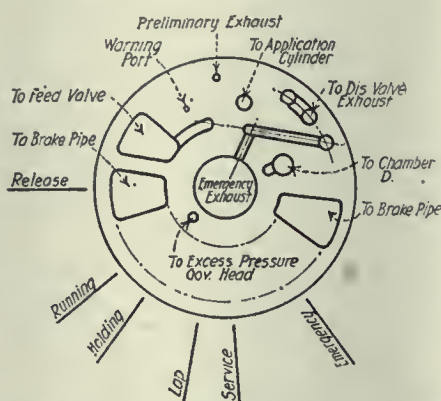 Preliminary Exhaust
Warning
Port
To Application
Cylinder
To Feed Valve
To Dis Valve
Exhaust
To Brake Pipe
Release
Emergency
Exhaust
To Chamber
D.
To Brake Pipe
To Excess Pressure
Gov. Head
Running
Holding
Lap
Service
Emergency